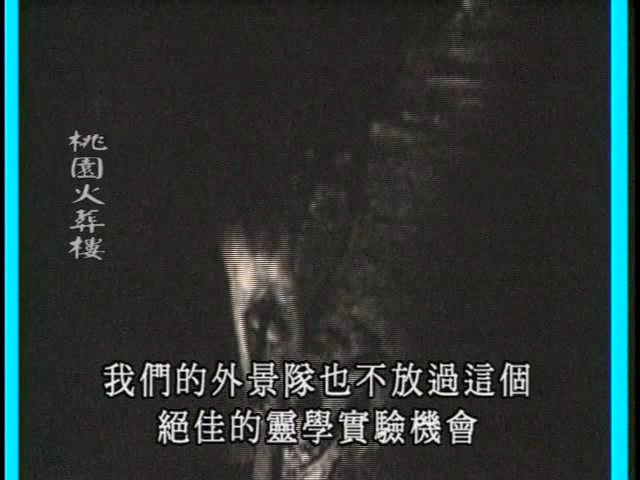 桃園火葬樓
我們的外景隊也不放過這個
絕佳的靈學實驗機會